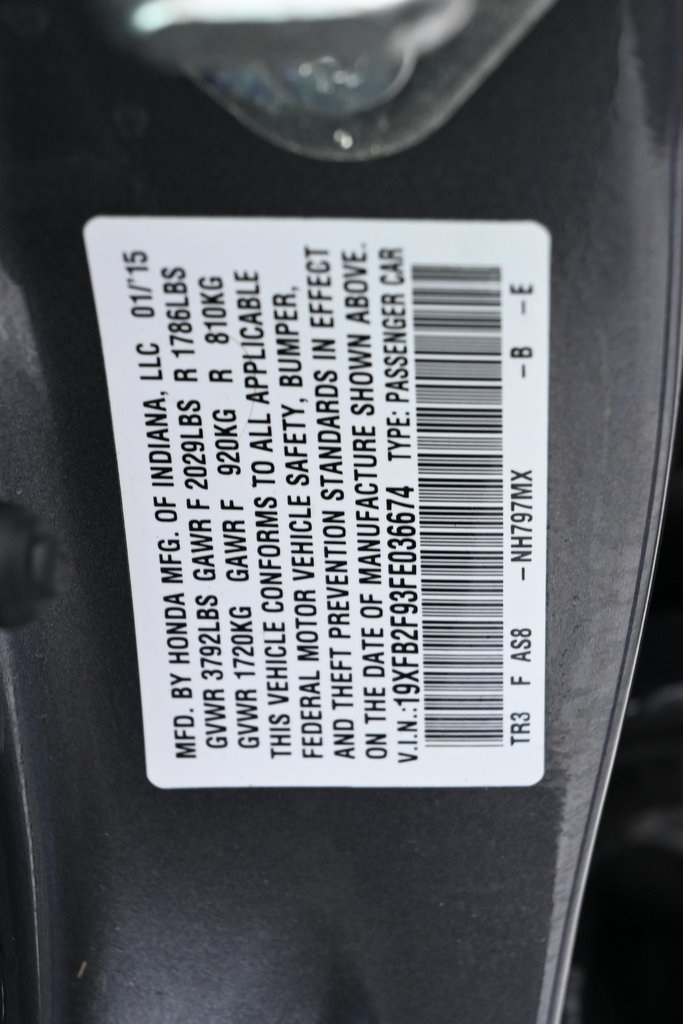 MFD. BY HONDA MFG. OF INDIANA, LLC 01/'15
GVWR 3792LBS GAWR F 2029LBS R 1786LBS
GVWR 1720KG GAWR F 920KG R 810KG
THIS VEHICLE CONFORMS TO ALL APPLICABLE
FEDERAL MOTOR VEHICLE SAFETY, BUMPER,
AND THEFT PREVENTION STANDARDS IN EFFECT
ON THE DATE OF MANUFACTURE SHOWN ABOVE.
V.I.N.:19XFB2F93FE036674 TYPE: PASSENGER CAR
TR3 F AS8 - NH797MX -B -E